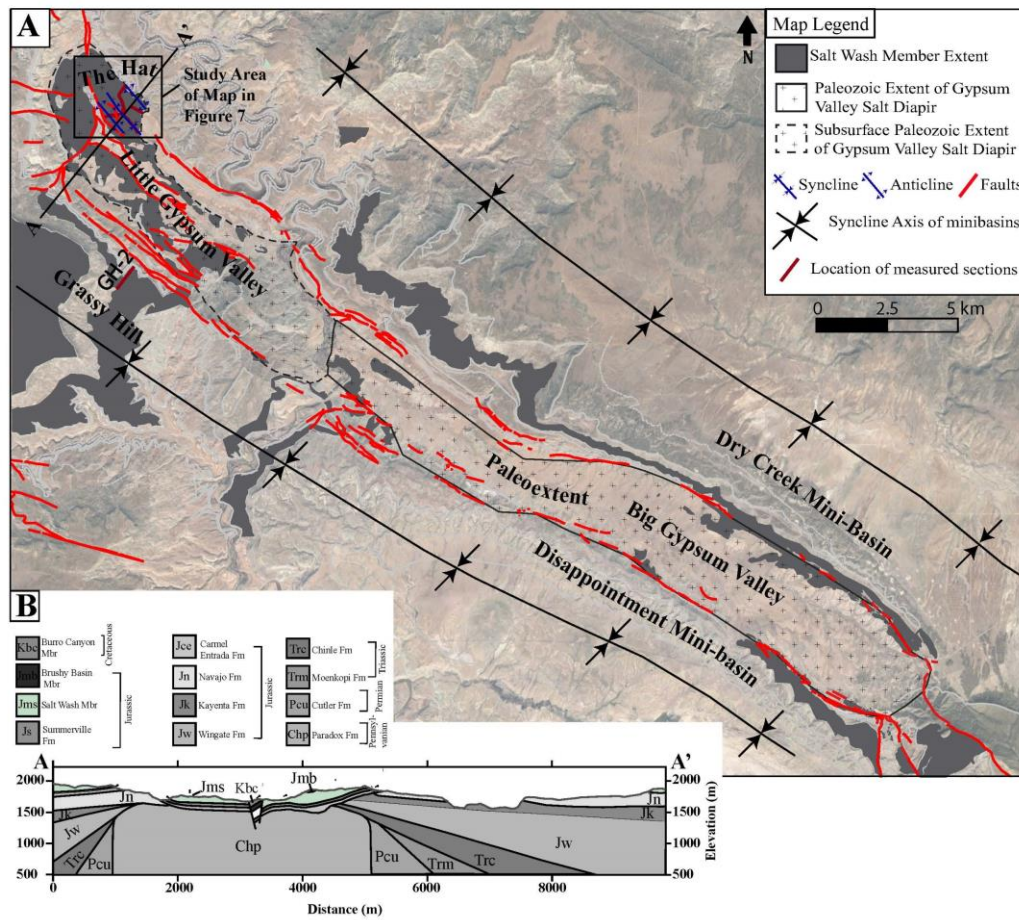 A
The Hat
A'
Study Area
of Map in
Figure 7
N
Map Legend
Salt Wash Member Extent
Paleozoic Extent of Gypsum
Valley Salt Diapir
Subsurface Paleozoic Extent
of Gypsum Valley Salt Diapir
Syncline
Anticline
Faults
Syncline Axis of minibasins
Location of measured sections
0 2.5 5 km
Little Gypsum Valley
A
GH-2
Grassy Hill
Paleoextent
Big Gypsum Valley
Dry Creek Mini-Basin
Disappointment Mini-basin
B
Kbc Burro Canyon
Mbr
Cretaceous
Jmb Brushy Basin
Mbr
Jms Salt Wash Mbr
Js Summerville
Fm
Jurassic
Jce Carmel
Entrada Fm
Jn Navajo Fm
Jk Kayenta Fm
Jw Wingate Fm
Jurassic
Trc Chinle Fm
Trm Moenkopi Fm
Triassic
Pcu Cutler Fm
Permian
Chp Paradox Fm
Pennsyl-
vanian
A A'
2000
1500
1000
500
Jms Kbc Jmb
Jn
Jk
Jw
Trc
Pcu
Chp
Pcu
Trm
Trc
Jw
Jn
Jk
2000
1500
1000
500
Elevation (m)
0 2000 4000 6000 8000
Distance (m)